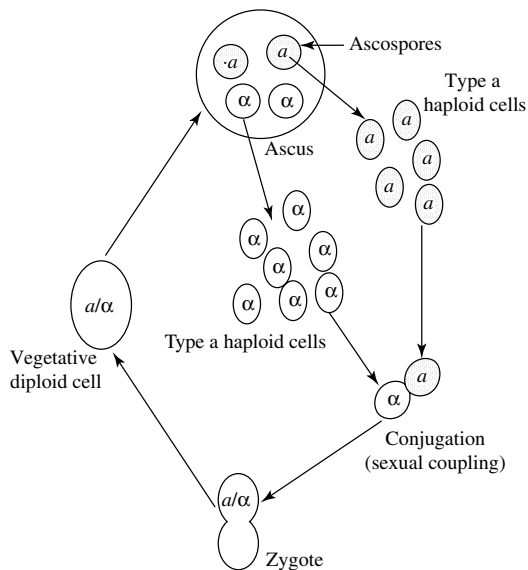 Ascospores
·a
a
α
α
Ascus
Type a
haploid cells
a
a
a
a
a
α
α
α
α
α
α
α
Type a haploid cells
a/α
Vegetative
diploid cell
a
α
Conjugation
(sexual coupling)
a/α
Zygote